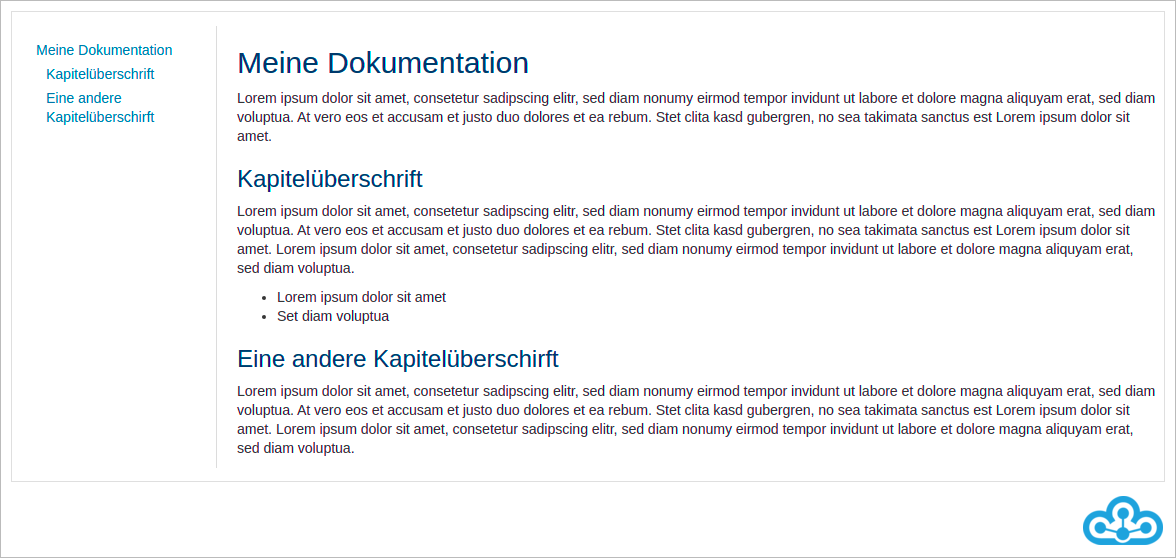 Meine Dokumentation
Kapitelüberschrift
Eine andere
Kapitelüberschirft
Meine Dokumentation
Lorem ipsum dolor sit amet, consetetur sadipscing elitr, sed diam nonumy eirmod tempor invidunt ut labore et dolore magna aliquyam erat, sed diam
voluptua. At vero eos et accusam et justo duo dolores et ea rebum. Stet clita kasd gubergren, no sea takimata sanctus est Lorem ipsum dolor sit
amet.
Kapitelüberschrift
Lorem ipsum dolor sit amet, consetetur sadipscing elitr, sed diam nonumy eirmod tempor invidunt ut labore et dolore magna aliquyam erat, sed diam
voluptua. At vero eos et accusam et justo duo dolores et ea rebum. Stet clita kasd gubergren, no sea takimata sanctus est Lorem ipsum dolor sit
amet. Lorem ipsum dolor sit amet, consetetur sadipscing elitr, sed diam nonumy eirmod tempor invidunt ut labore et dolore magna aliquyam erat,
sed diam voluptua.
• Lorem ipsum dolor sit amet
• Set diam voluptua
Eine andere Kapitelüberschirft
Lorem ipsum dolor sit amet, consetetur sadipscing elitr, sed diam nonumy eirmod tempor invidunt ut labore et dolore magna aliquyam erat, sed diam
voluptua. At vero eos et accusam et justo duo dolores et ea rebum. Stet clita kasd gubergren, no sea takimata sanctus est Lorem ipsum dolor sit
amet. Lorem ipsum dolor sit amet, consetetur sadipscing elitr, sed diam nonumy eirmod tempor invidunt ut labore et dolore magna aliquyam erat,
sed diam voluptua.